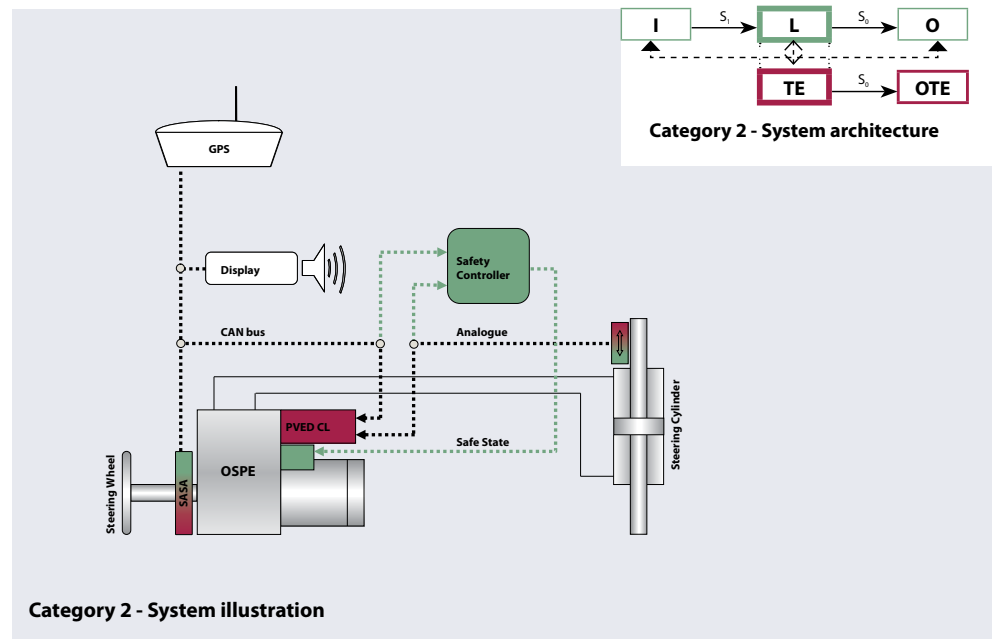 I
S₁
L
S₀
O
TE
S₀
OTE
Category 2 - System architecture
GPS
Display
Safety
Controller
CAN bus
Analogue
Steering Cylinder
PVED CL
Safe State
OSPE
SASA
Steering Wheel
Category 2 - System illustration